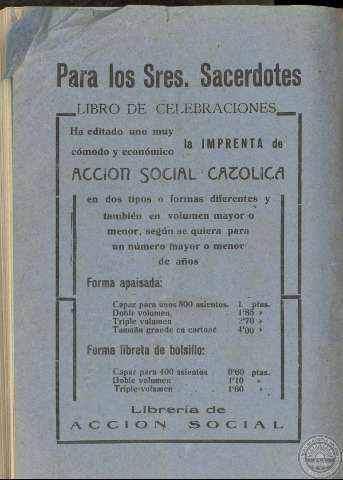 Para los Sres. Sacerdotes
LIBRO DE CELEBRACIONES
Ha editado uno muy
cómodo y económico
la IMPRENTA de
ACCION SOCIAL CATOLICA
en dos tipos o formas diferentes y
también en volumen mayor o
menor, según se quiera para
un número mayor o menor
de años
Forma apaisada:
Capaz para unos 800 asientos. 1 ptas.
Doble volumen, 1'85 »
Triple volumen 2'70 »
Tamaño grande en cartoné 4'00 »
Forma libreta de bolsillo:
Capaz para 400 asientos 0'60 ptas.
Doble volumen 1'10 »
Triple volumen 1'60 »
Librería de
ACCION SOCIAL